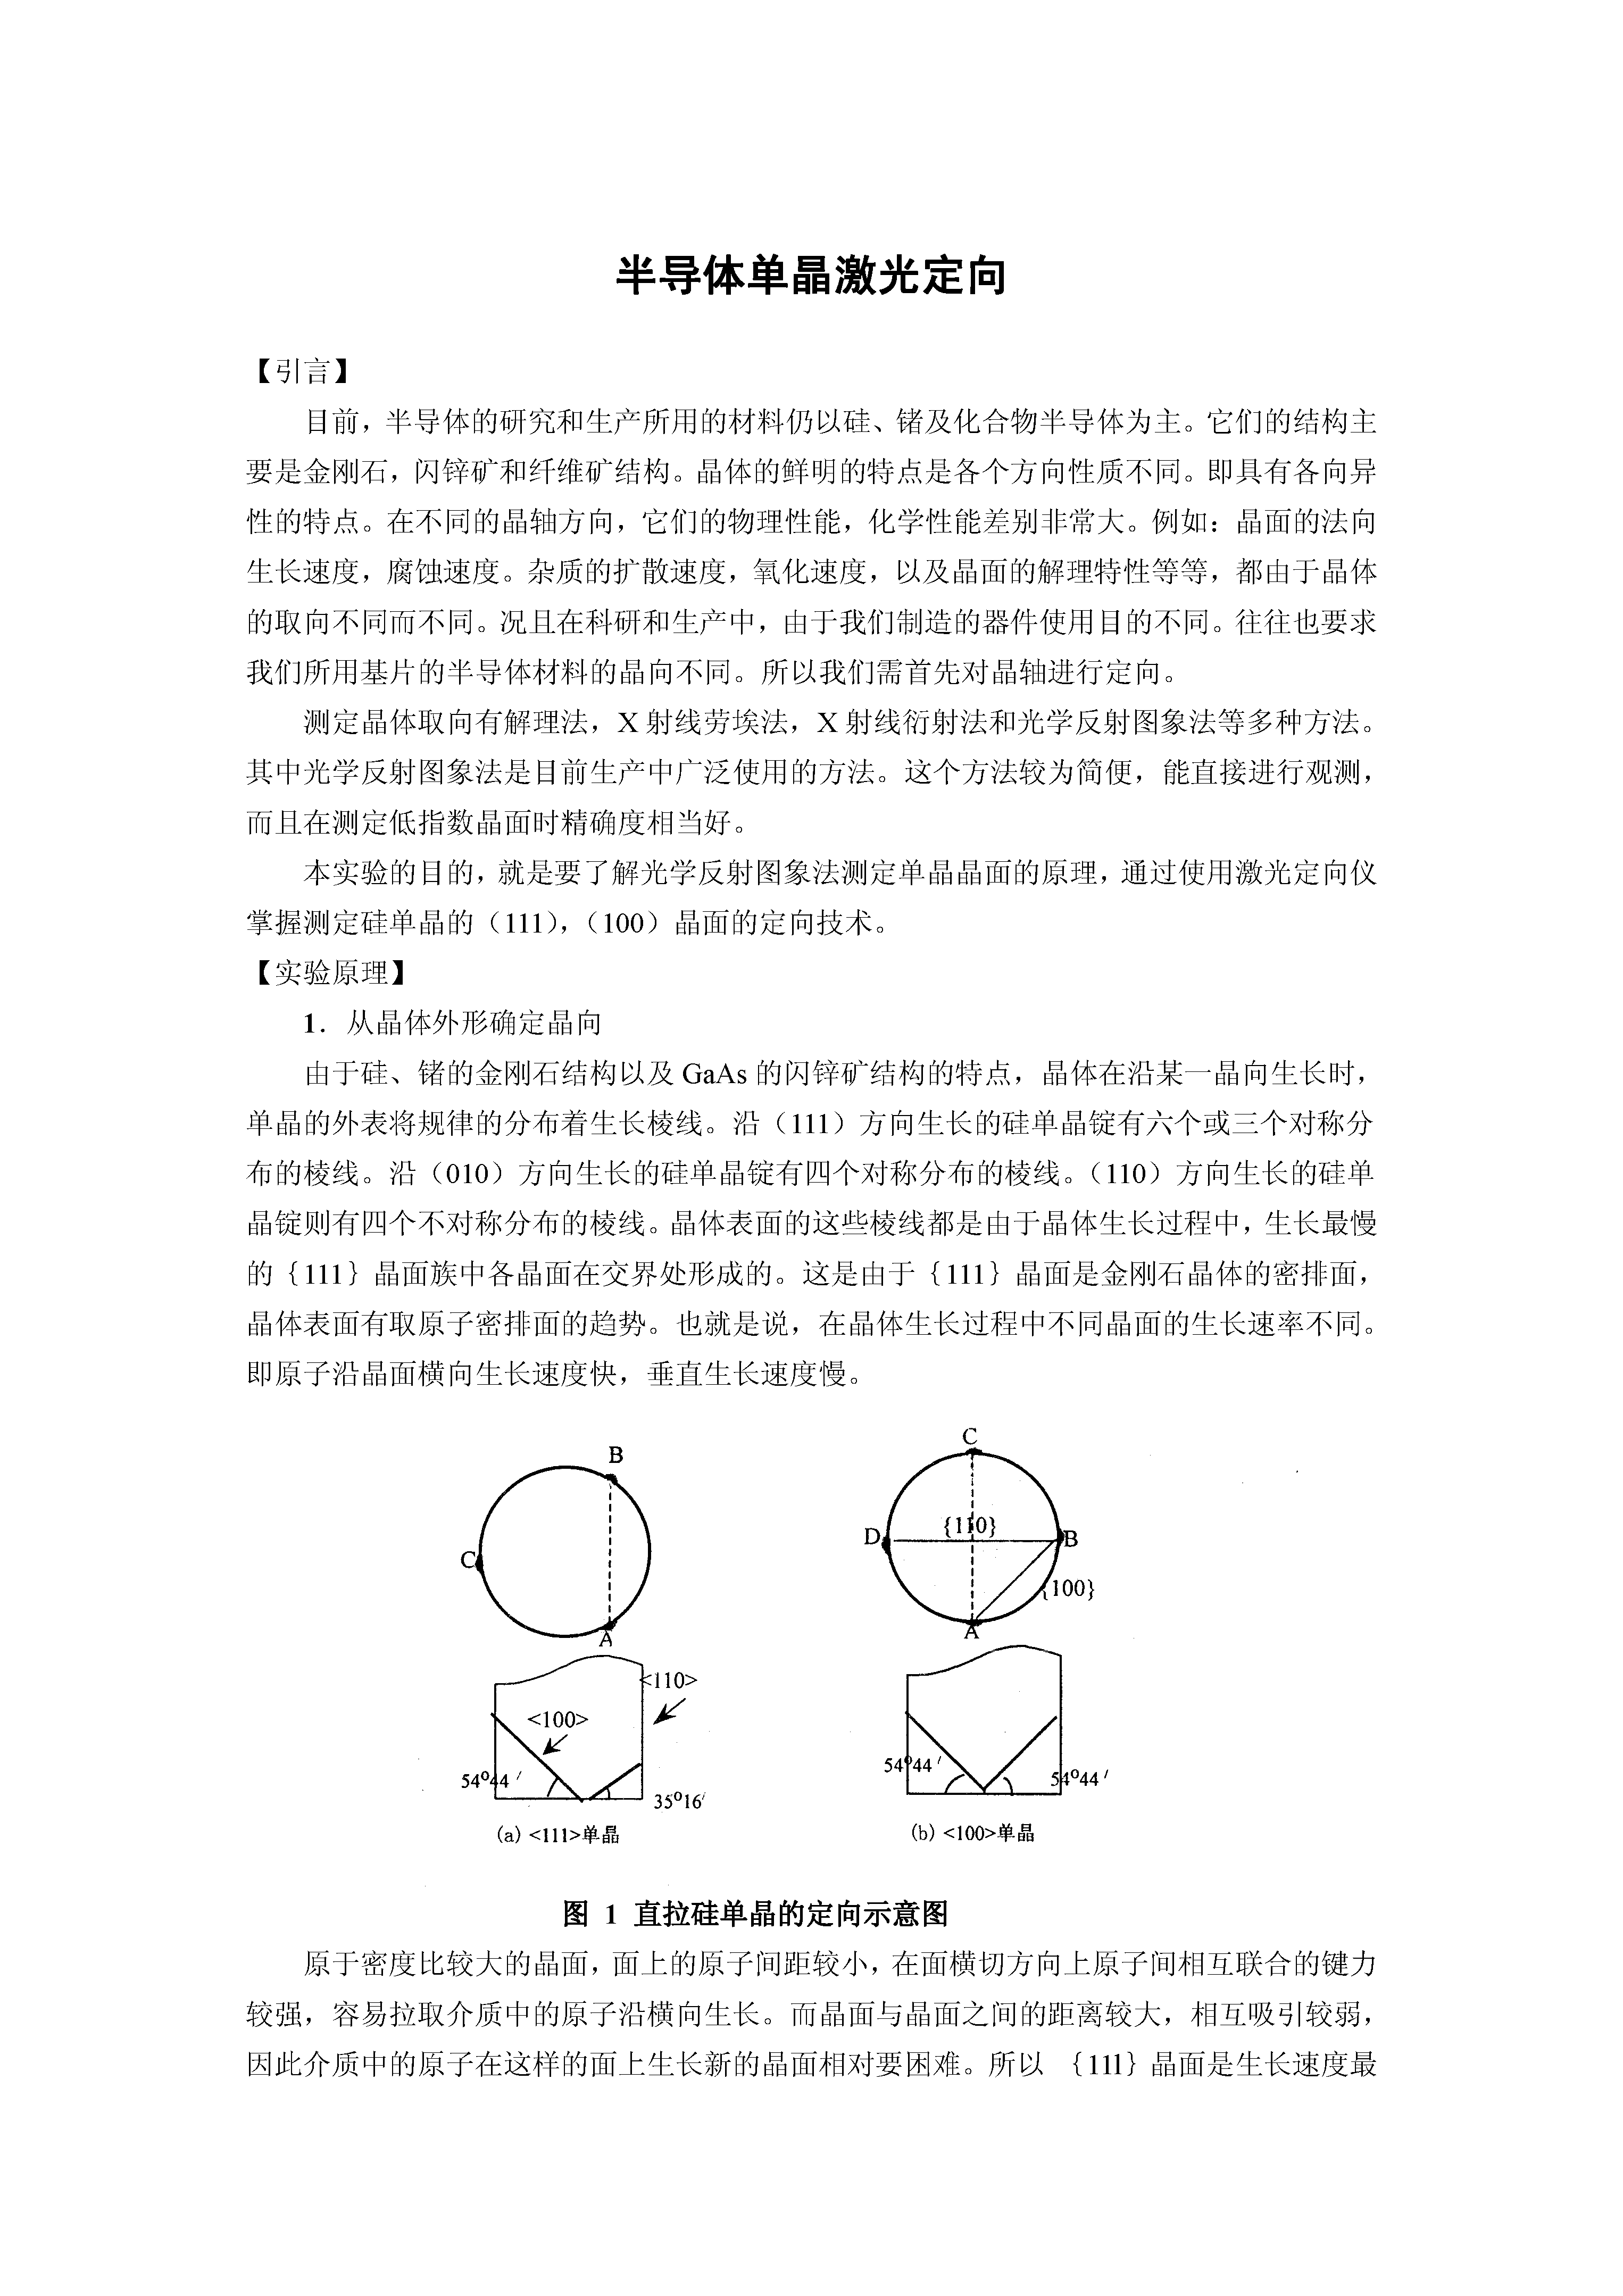 半导体单晶激光定向
【引言】
目前，半导体的研究和生产所用的材料仍以硅、锗及化合物半导体为主。它们的结构主
要是金刚石，闪锌矿和纤维矿结构。晶体的鲜明的特点是各个方向性质不同。即具有各向异
性的特点。在不同的晶轴方向，它们的物理性能，化学性能差别非常大。例如：晶面的法向
生长速度，腐蚀速度。杂质的扩散速度，氧化速度，以及晶面的解理特性等等，都由于晶体
的取向不同而不同。况且在科研和生产中，由于我们制造的器件使用目的不同。往往也要求
我们所用基片的半导体材料的晶向不同。所以我们需首先对晶轴进行定向。
测定晶体取向有解理法，X 射线劳埃法，X 射线衍射法和光学反射图象法等多种方法。
其中光学反射图象法是目前生产中广泛使用的方法。这个方法较为简便，能直接进行观测，
而且在测定低指数晶面时精确度相当好。
本实验的目的，就是要了解光学反射图象法测定单晶晶面的原理，通过使用激光定向仪
掌握测定硅单晶的（111），（100）晶面的定向技术。
【实验原理】
1．从晶体外形确定晶向
由于硅、锗的金刚石结构以及 GaAs 的闪锌矿结构的特点，晶体在沿某一晶向生长时，
单晶的外表将规律的分布着生长棱线。沿（111）方向生长的硅单晶锭有六个或三个对称分
布的棱线。沿（010）方向生长的硅单晶锭有四个对称分布的棱线。（110）方向生长的硅单
晶锭则有四个不对称分布的棱线。晶体表面的这些棱线都是由于晶体生长过程中，生长最慢
的｛111｝晶面族中各晶面在交界处形成的。这是由于｛111｝晶面是金刚石晶体的密排面，
晶体表面有取原子密排面的趋势。也就是说，在晶体生长过程中不同晶面的生长速率不同。
即原子沿晶面横向生长速度快，垂直生长速度慢。
B
C
A
<110>
<100>
54º44′
35º16′
(a) <111>单晶
C
{110}
D
B
{100}
A
54º44′
54º44′
(b) <100>单晶
图 1 直拉硅单晶的定向示意图
原于密度比较大的晶面，面上的原子间距较小，在面横切方向上原子间相互联合的键力
较强，容易拉取介质中的原子沿横向生长。而晶面与晶面之间的距离较大，相互吸引较弱，
因此介质中的原子在这样的面上生长新的晶面相对要困难。所以 ｛111｝晶面是生长速度最